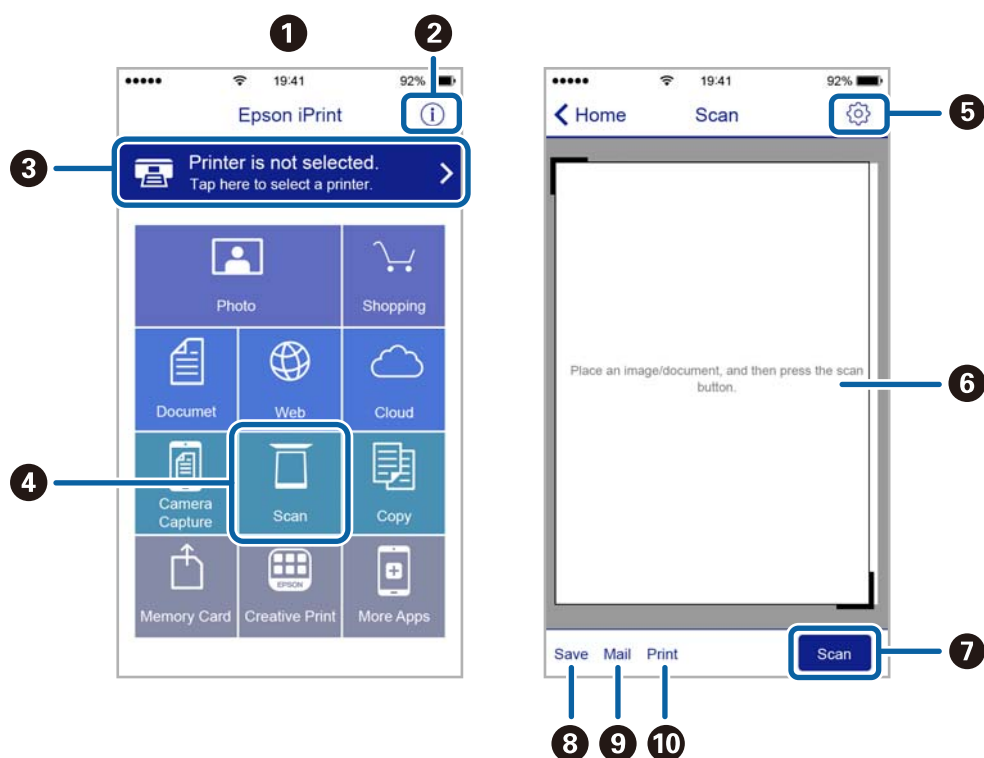 1
2
••••• 19:41 92%
Epson iPrint
3
Printer is not selected.
Tap here to select a printer.
Photo
Shopping
Documet
Web
Cloud
4
Camera
Capture
Scan
Copy
EPSON
Memory Card
Creative Print
More Apps
••••• 19:41 92%
Home
Scan
5
Place an image/document, and then press the scan
button.
6
Save Mail Print
Scan
7
8
9
10